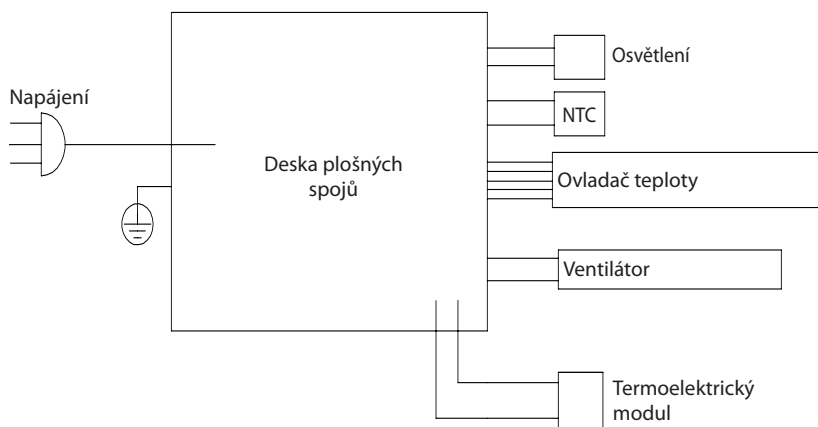 Napájení
Deska plošných
spojů
Osvětlení
NTC
Ovladač teploty
Ventilátor
Termoelektrický
modul